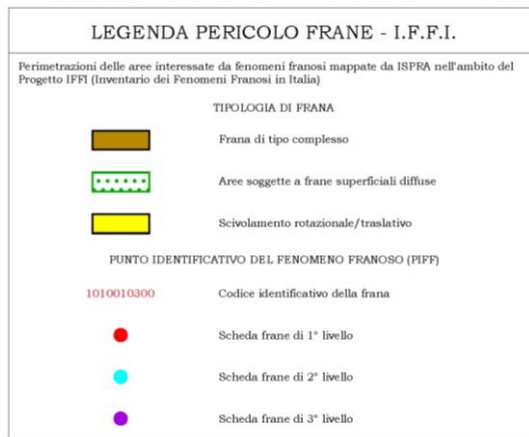 LEGENDA PERICOLO FRANE - I.F.F.I.
Perimetrazioni delle aree interessate da fenomeni franosi mappate da ISPRA nell'ambito del
Progetto IFFI (Inventario dei Fenomeni Franosi in Italia)
TIPOLOGIA DI FRANA
Frana di tipo complesso
Aree soggette a frane superficiali diffuse
Scivolamento rotazionale/traslativo
PUNTO IDENTIFICATIVO DEL FENOMENO FRANOSO (PIFF)
1010010300 Codice identificativo della frana
Scheda frane di 1° livello
Scheda frane di 2° livello
Scheda frane di 3° livello